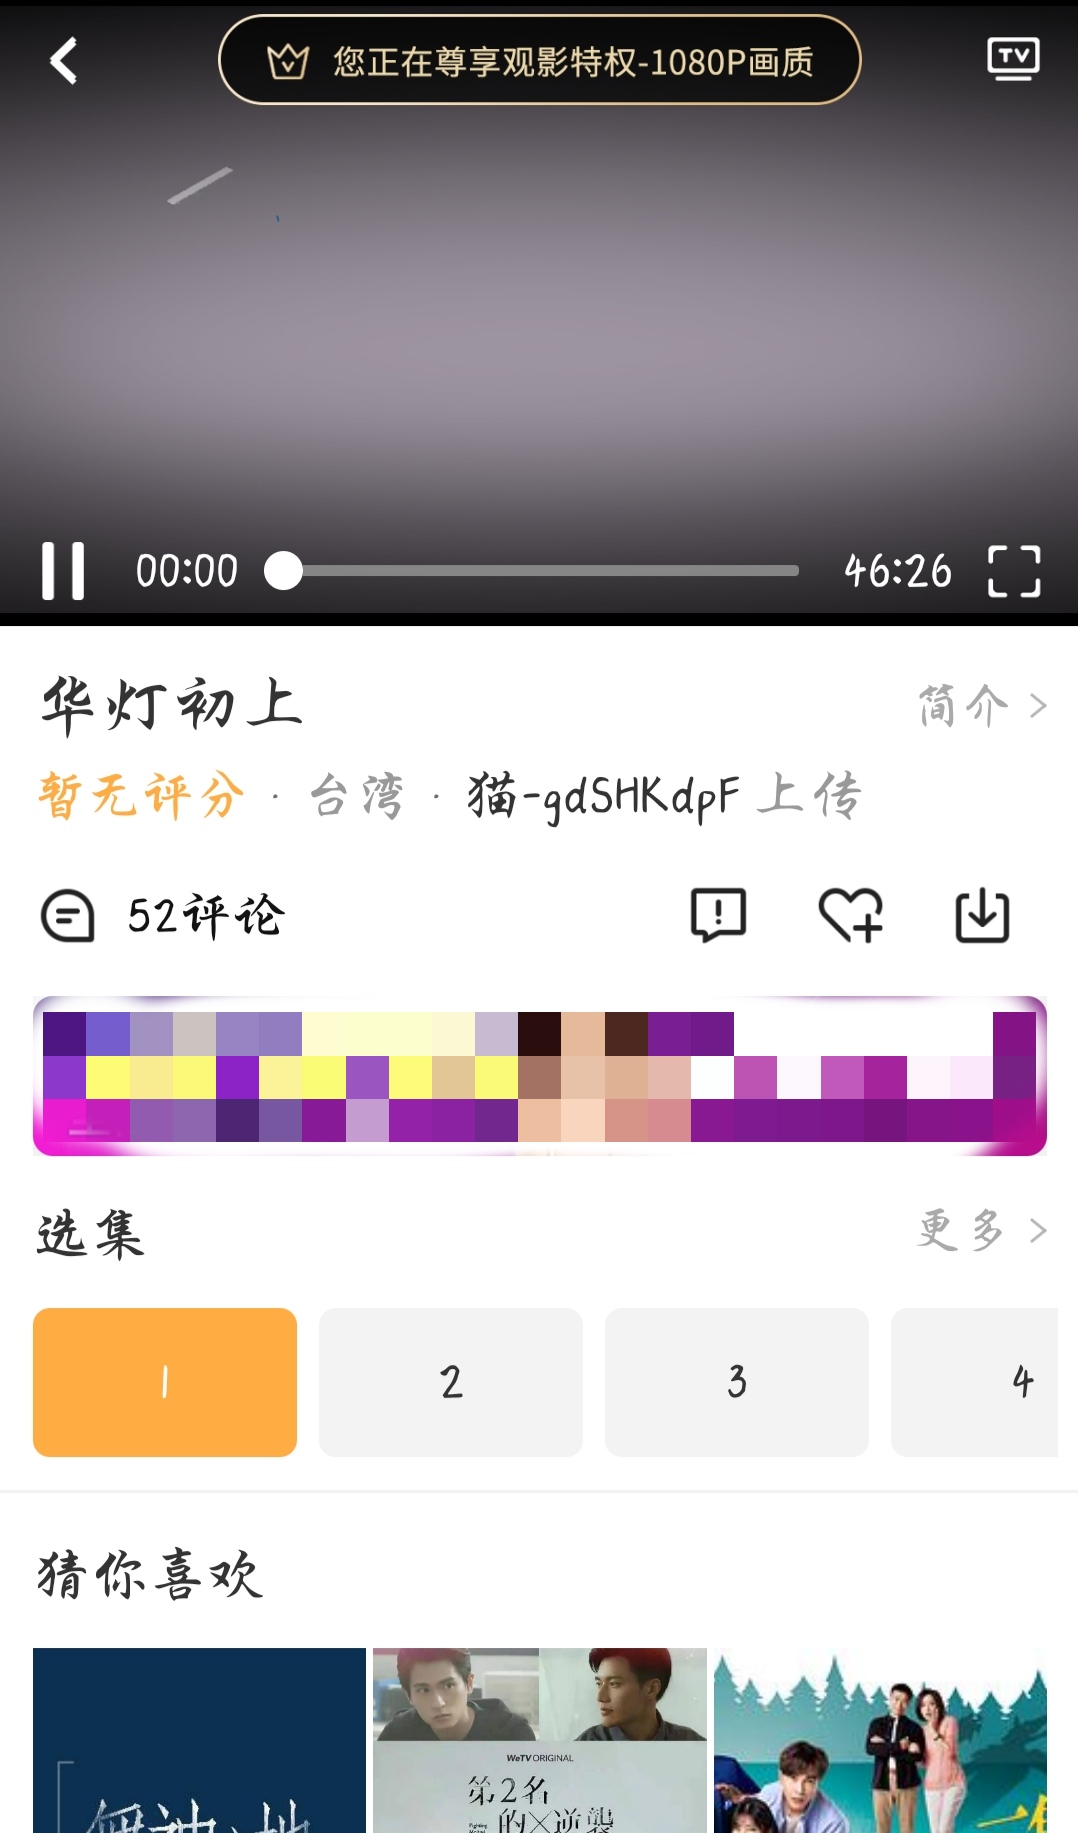 您正在尊享观影特权-1080P画质
TV
00:00
46:26
华灯初上
简介
暂无评分 · 台湾 · 猫-gdSHKdpF 上传
52评论
选集
更多
1
2
3
4
猜你喜欢
WeTV ORIGINAL
第2名
的×逆袭